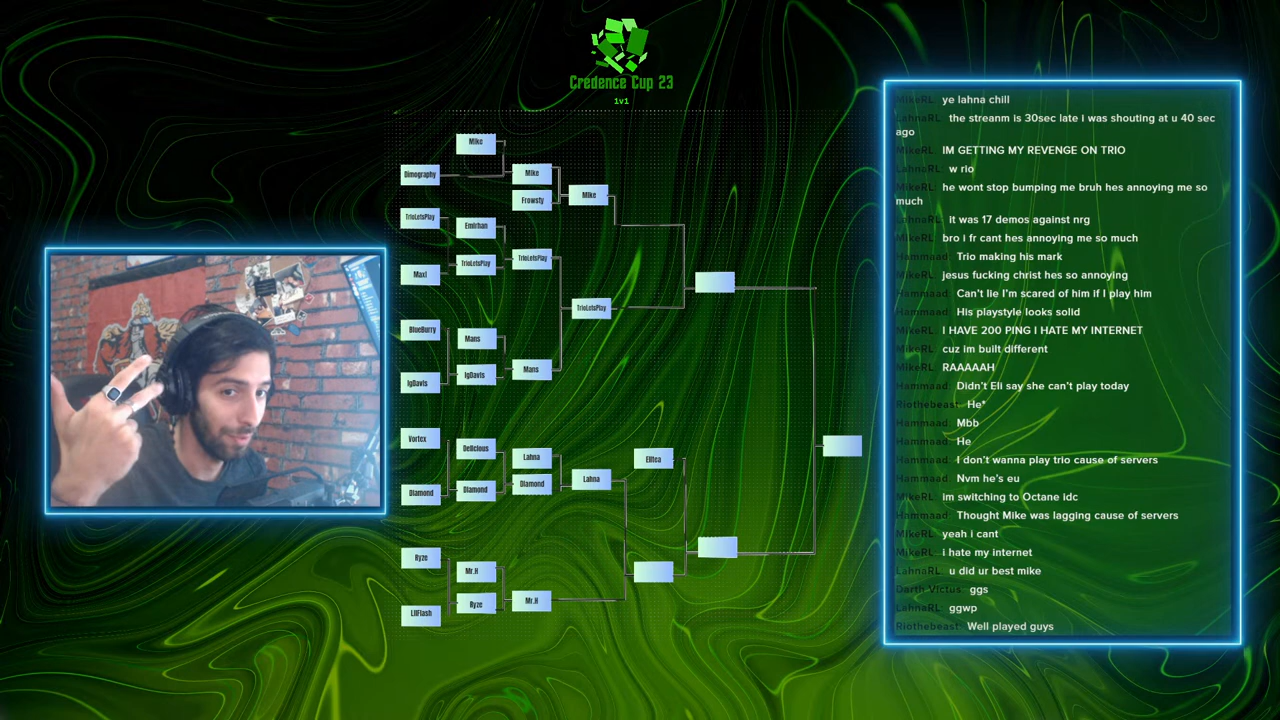 Credence Cup 23
1v1
Mike
Dimography
Mike
Frowsty
Mike
TrioLetsPlay
Emirhan
TrioLetsPlay
Maxi
TrioLetsPlay
TrioLetsPlay
BlueBurry
Mans
IgDavis
IgDavis
Mans
Vortex
Delicious
Lahna
Diamond
Diamond
Diamond
Lahna
Elitea
Ryze
Mr.H
Ryze
LilFlash
Mr.H
MikeRL: ye lahna chill
LahnaRL: the streanm is 30sec late i was shouting at u 40 sec
ago
MikeRL: IM GETTING MY REVENGE ON TRIO
LahnaRL: w rio
MikeRL: he wont stop bumping me bruh hes annoying me so
much
LahnaRL: it was 17 demos against nrg
MikeRL: bro i fr cant hes annoying me so much
Hammaad: Trio making his mark
MikeRL: jesus fucking christ hes so annoying
Hammaad: Can't lie I'm scared of him if I play him
Hammaad: His playstyle looks solid
MikeRL: I HAVE 200 PING I HATE MY INTERNET
MikeRL: cuz im built different
MikeRL: RAAAAAH
Hammaad: Didn't Eli say she can't play today
Riothebeast: He*
Hammaad: Mbb
Hammaad: He
Hammaad: I don't wanna play trio cause of servers
Hammaad: Nvm he's eu
MikeRL: im switching to Octane idc
Hammaad: Thought Mike was lagging cause of servers
MikeRL: yeah i cant
MikeRL: i hate my internet
LahnaRL: u did ur best mike
Darth Victus: ggs
LahnaRL: ggwp
Riothebeast: Well played guys